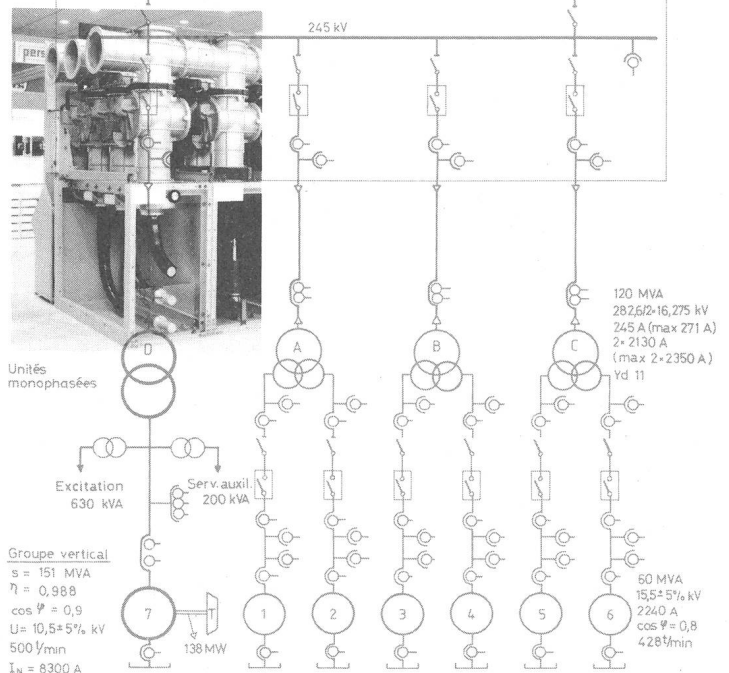 245 kV
pers
D
A
B
C
120 MVA
282,6/2×16,275 kV
245 A (max 271 A)
2×2130 A
(max 2×2350 A)
Yd 11
Unités
monophasées
Excitation
630 kVA
Serv. auxil.
200 kVA
Groupe vertical
s = 151 MVA
η = 0,988
cos φ = 0,9
U= 10,5±5% kV
500 t/min
I_N = 8300 A
7
T
138 MW
1
2
3
4
5
6
60 MVA
15,5±5% kV
2240 A
cos φ = 0,8
428 t/min